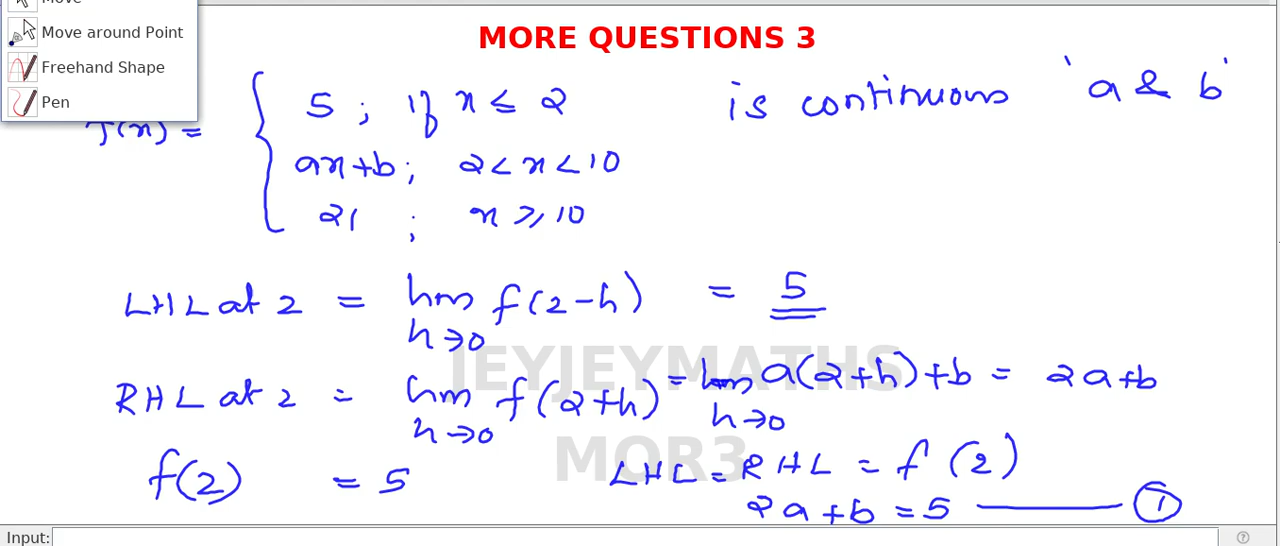 Move
Move around Point
Freehand Shape
Pen
MORE QUESTIONS 3
f(x) = { 5 ; if x ≤ 2 is continuous 'a & b'
ax+b ; 2 < x < 10
21 ; x ≥ 10
LHL at 2 = lim h→0 f(2-h) = 5
JEYJEYMATHS
RHL at 2 = lim h→0 f(2+h) = lim h→0 a(2+h)+b = 2a+b
MOR3
f(2) = 5 LHL = RHL = f(2)
2a+b = 5 —— ①
Input: